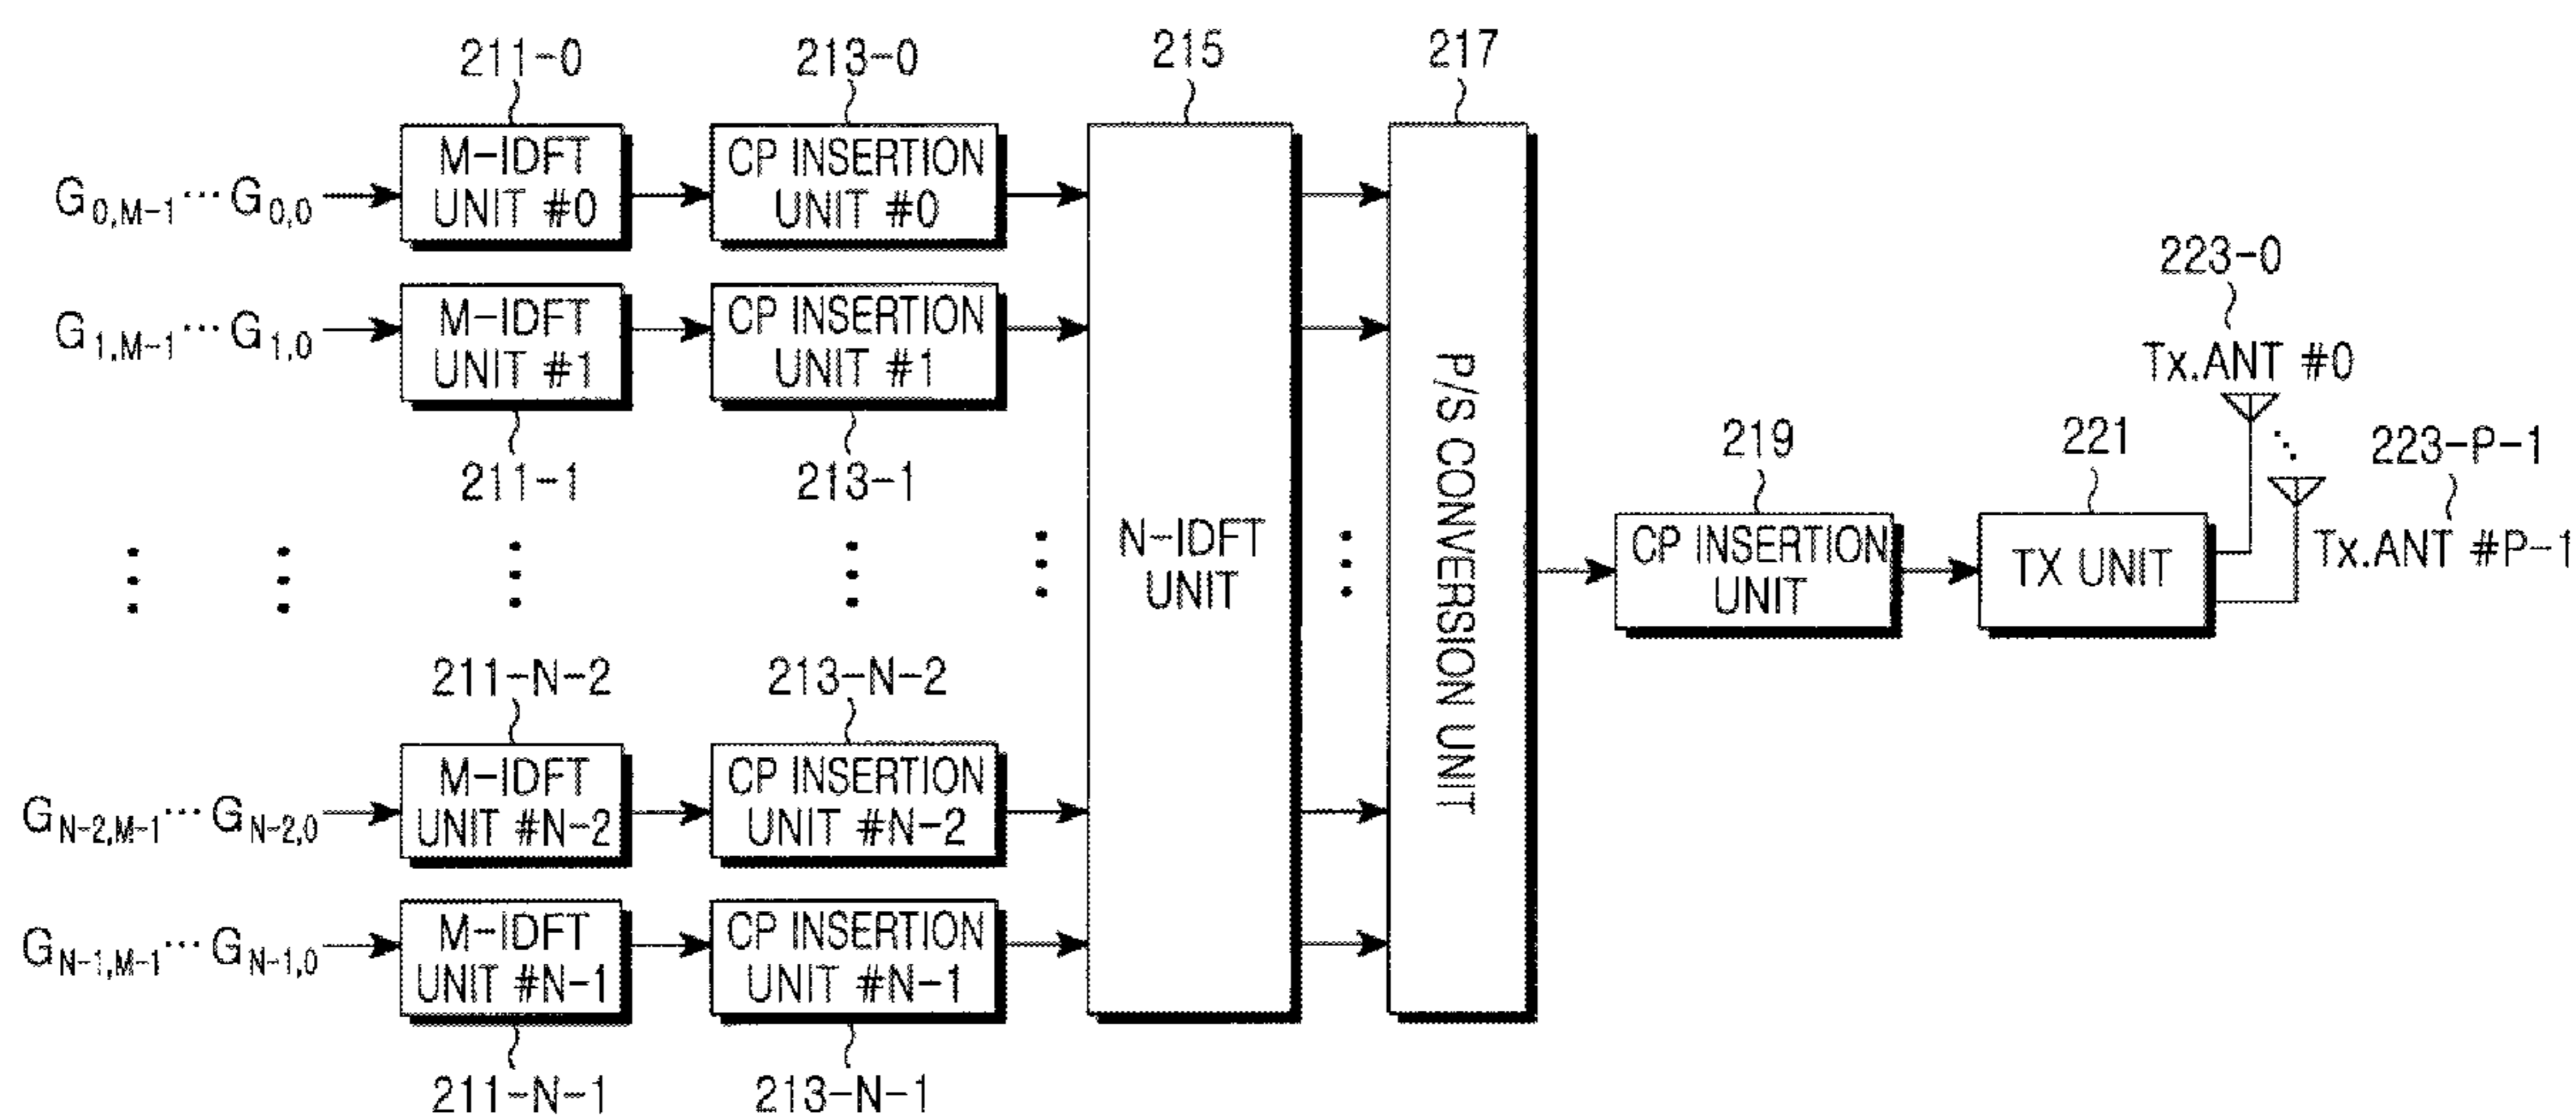 211-0 213-0 215 217
M-IDFT UNIT #0
CP INSERTION UNIT #0
G0,M-1 ··· G0,0
223-0
Tx.ANT #0
M-IDFT UNIT #1
CP INSERTION UNIT #1
G1,M-1 ··· G1,0
211-1 213-1
N-IDFT
UNIT
P/S CONVERSION UNIT
219
CP INSERTION
UNIT
221
TX UNIT
223-P-1
Tx.ANT #P-1
211-N-2 213-N-2
M-IDFT
UNIT #N-2
CP INSERTION
UNIT #N-2
GN-2,M-1 ··· GN-2,0
M-IDFT
UNIT #N-1
CP INSERTION
UNIT #N-1
GN-1,M-1 ··· GN-1,0
211-N-1 213-N-1